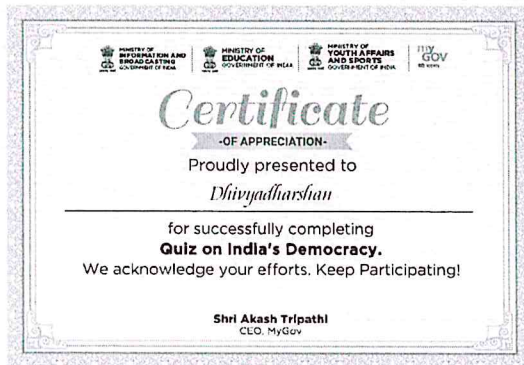 MINISTRY OF
INFORMATION AND
BROADCASTING
GOVERNMENT OF INDIA
MINISTRY OF
EDUCATION
GOVERNMENT OF INDIA
MINISTRY OF
YOUTH AFFAIRS
AND SPORTS
GOVERNMENT OF INDIA
my
GOV
Certificate
-OF APPRECIATION-
Proudly presented to
Dhivyadharshan
for successfully completing
Quiz on India's Democracy.
We acknowledge your efforts. Keep Participating!
Shri Akash Tripathi
CEO, MyGov